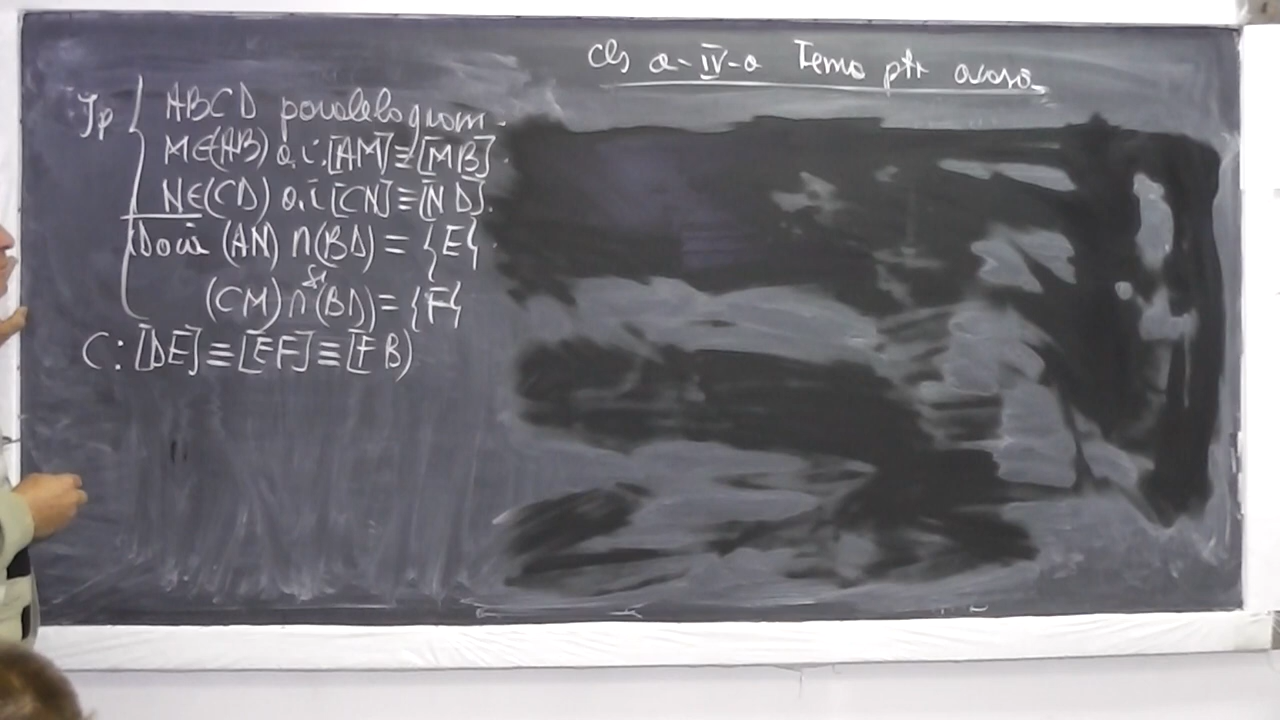 cls a-IV-a Tema ptr acasă
Ip { ABCD paralelogram.
M∈(AB) a.î. [AM]≡[MB].
N∈(CD) a.î [CN]≡[ND].
Dacă (AN)∩(BD) = {E}
și
(CM)∩(BD)= {F}
C: [DE]≡[EF]≡[FB)